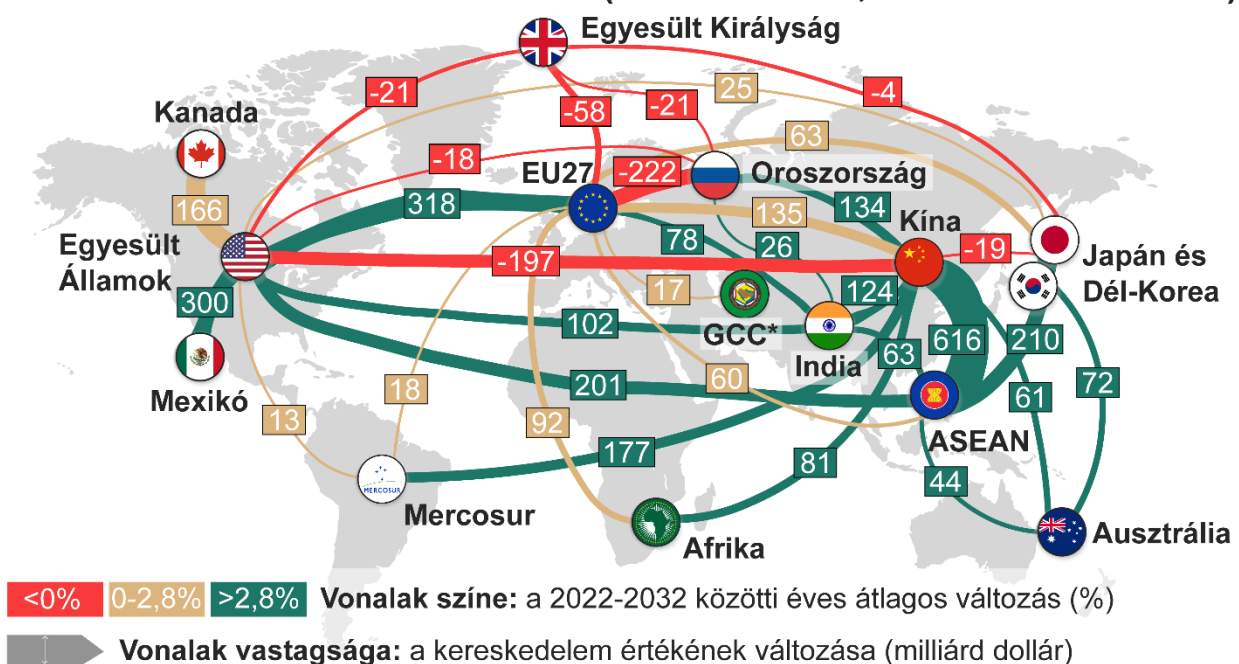 Egyesült Királyság
-21
25
-4
Kanada
-58
-21
63
-18
EU27
-222
Oroszország
166
318
135
134
Kína
Egyesült
Államok
78
26
-197
-19
Japán és
Dél-Korea
300
17
124
GCC*
102
India
63
616
210
Mexikó
201
60
72
18
61
13
92
ASEAN
177
81
44
MERCOSUR
Mercosur
Afrika
Ausztrália
<0% 0-2,8% >2,8% Vonalak színe: a 2022-2032 közötti éves átlagos változás (%)
Vonalak vastagsága: a kereskedelem értékének változása (milliárd dollár)